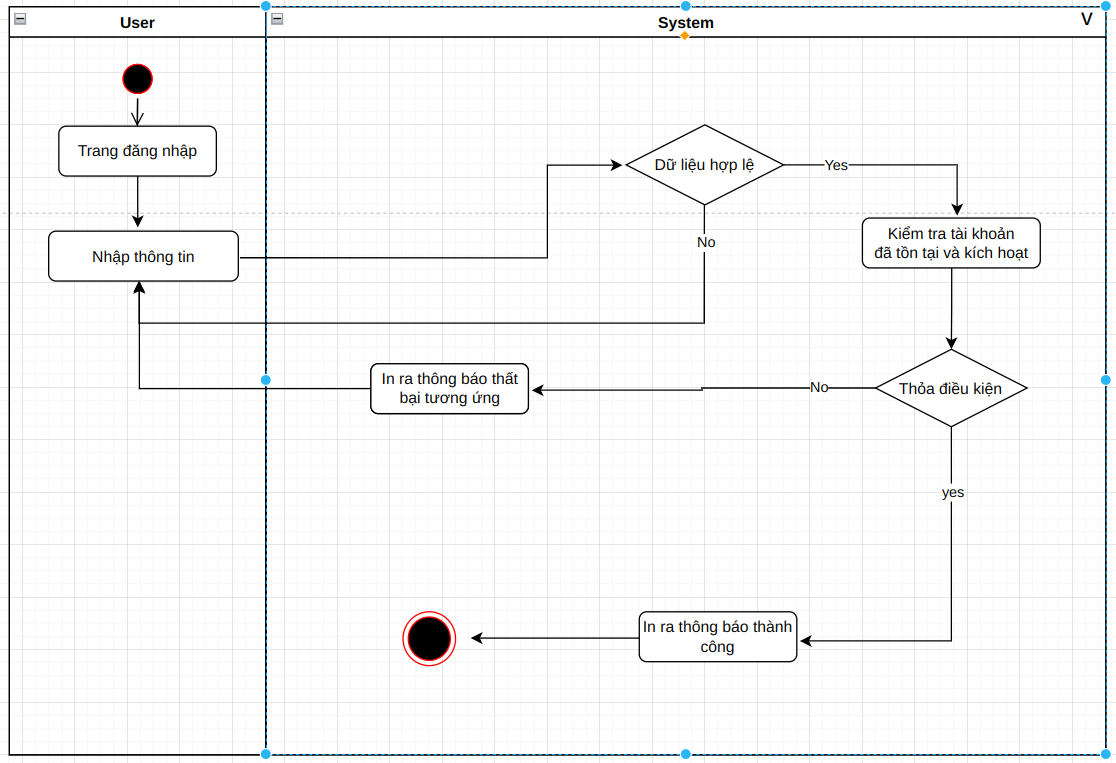 User
System
V
Trang đăng nhập
Dữ liệu hợp lệ
Yes
Kiểm tra tài khoản
đã tồn tại và kích hoạt
Nhập thông tin
No
In ra thông báo thất
bại tương ứng
No
Thỏa điều kiện
yes
In ra thông báo thành
công